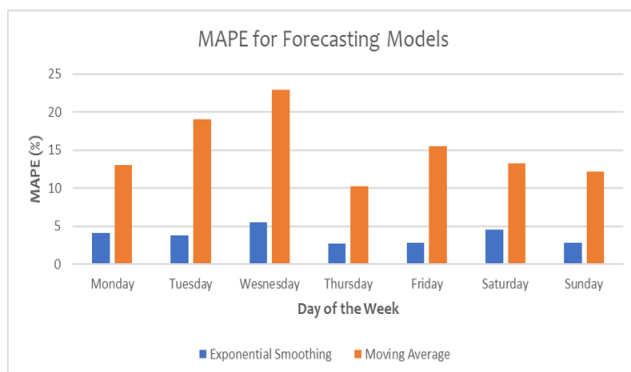 MAPE for Forecasting Models
25
20
15
10
5
0
MAPE (%)
Monday Tuesday Wesnesday Thursday Friday Saturday Sunday
Day of the Week
Exponential Smoothing Moving Average